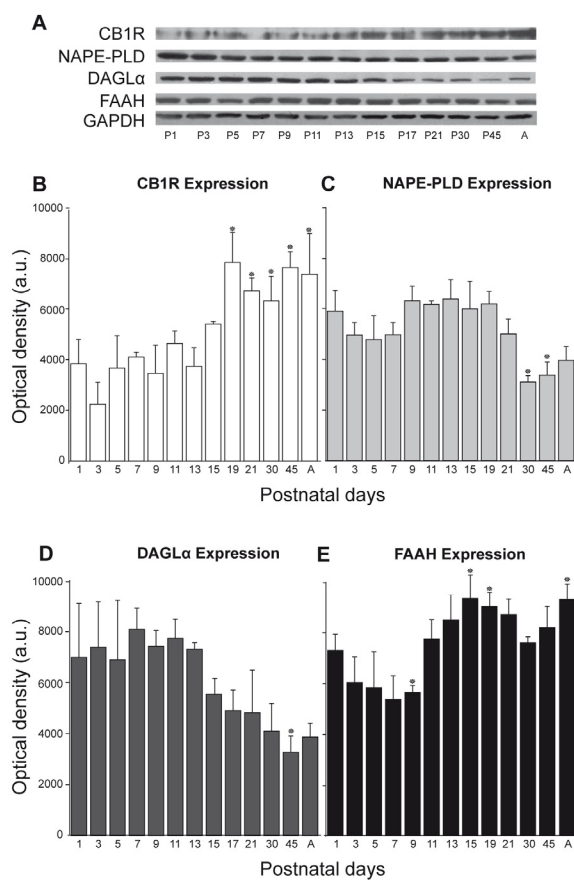 A
CB1R
NAPE-PLD
DAGLα
FAAH
GAPDH
P1 P3 P5 P7 P9 P11 P13 P15 P17 P21 P30 P45 A
B CB1R Expression
C NAPE-PLD Expression
Optical density (a.u.)
10000
8000
6000
4000
2000
0
* * * * *
* *
1 3 5 7 9 11 13 15 19 21 30 45 A
1 3 5 7 9 11 13 15 19 21 30 45 A
Postnatal days
D DAGLα Expression
E FAAH Expression
Optical density (a.u.)
10000
8000
6000
4000
2000
0
*
* * * *
1 3 5 7 9 11 13 15 17 21 30 45 A
1 3 5 7 9 11 13 15 19 21 30 45 A
Postnatal days